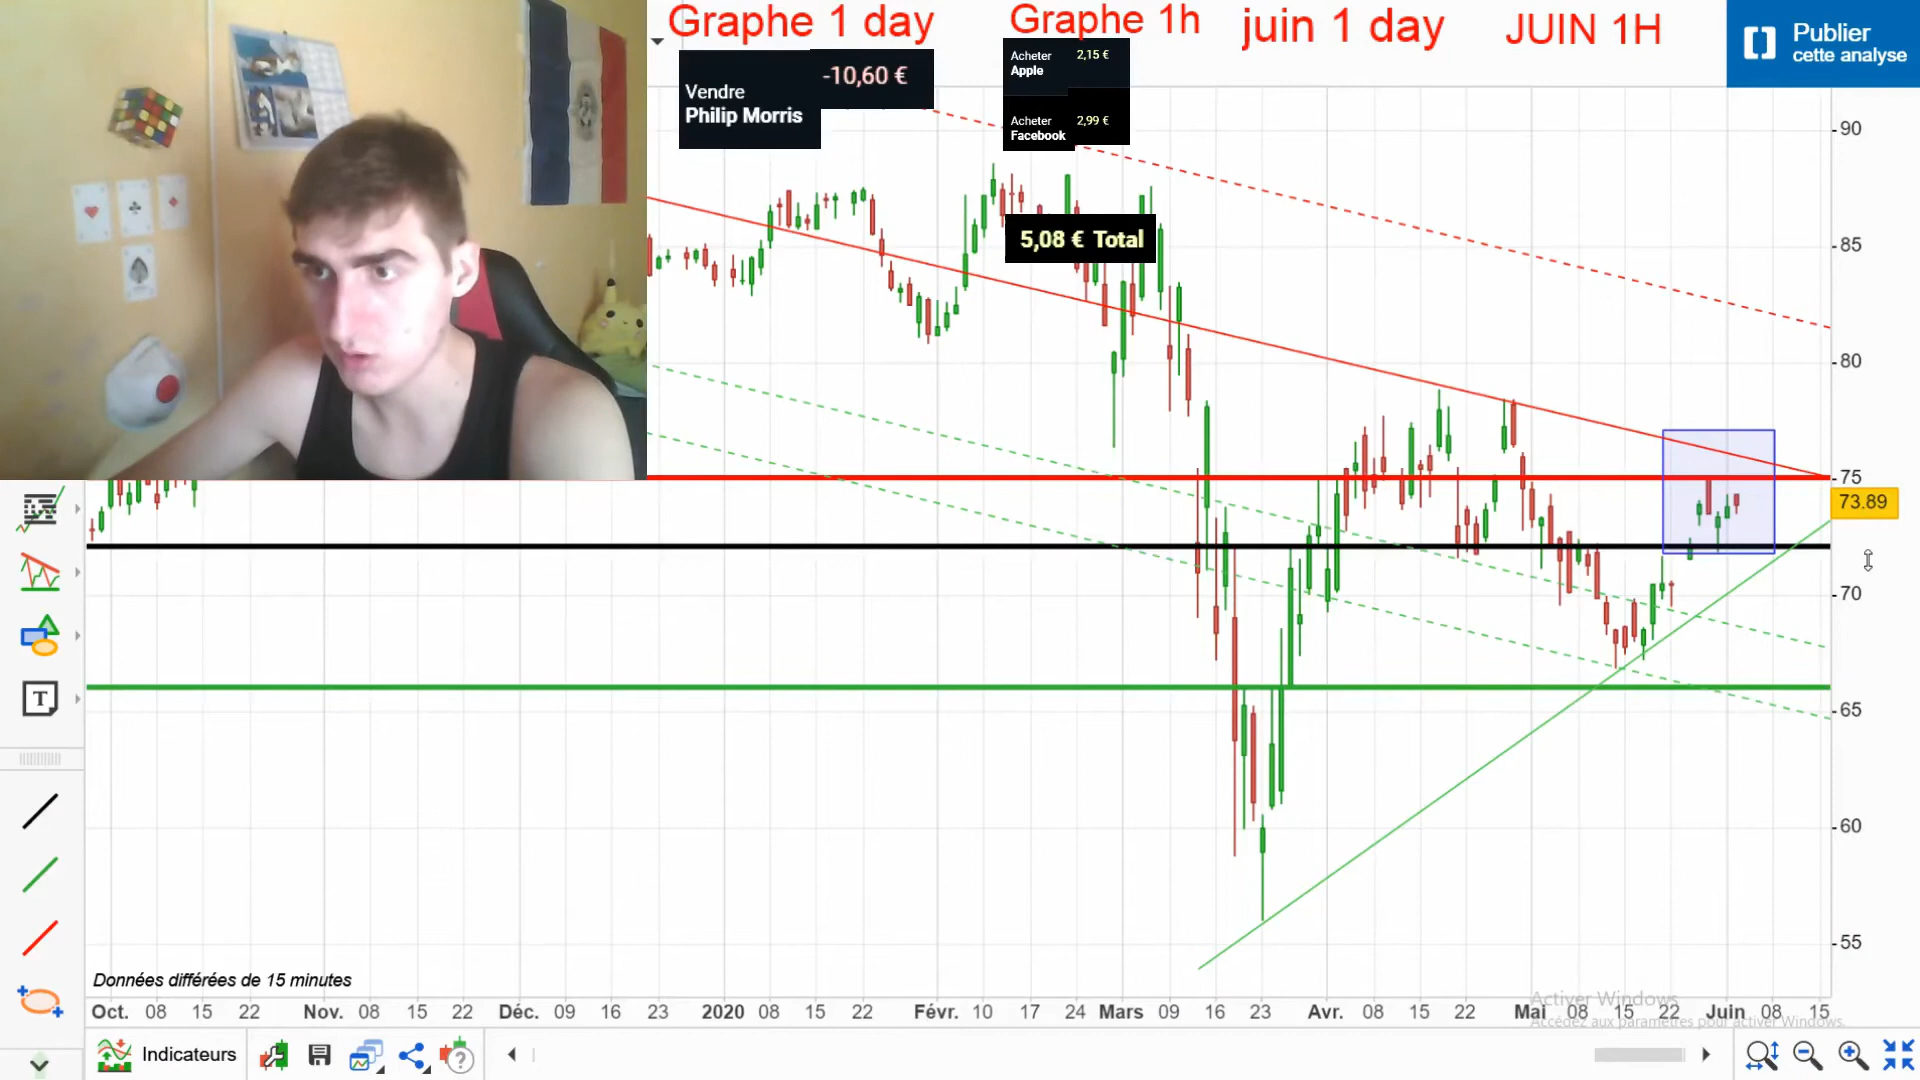 Graphe 1 day
Graphe 1h
juin 1 day
JUIN 1H
Publier
cette analyse
-10,60 €
Vendre
Philip Morris
Acheter 2,15 €
Apple
Acheter 2,99 €
Facebook
5,08 € Total
90
85
80
75
73.89
70
65
60
55
T
Données différées de 15 minutes
Activer Windows
Accédez aux paramètres pour activer Windows.
Oct. 08 15 22 Nov. 08 15 22 Déc. 09 16 23 2020 08 15 22 Févr. 10 17 24 Mars 09 16 23 Avr. 08 15 22 Mai 08 15 22 Juin 08 15
Indicateurs
?